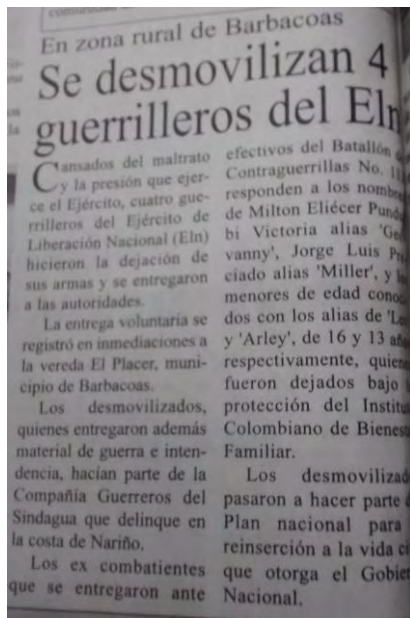 En zona rural de Barbacoas
Se desmovilizan 4
guerrilleros del Eln
Cansados del maltrato
y la presión que ejer-
ce el Ejército, cuatro gue-
rrilleros del Ejército de
Liberación Nacional (Eln)
hicieron la dejación de
sus armas y se entregaron
a las autoridades.
La entrega voluntaria se
registró en inmediaciones a
la vereda El Placer, muni-
cipio de Barbacoas.
Los desmovilizados,
quienes entregaron además
material de guerra e inten-
dencia, hacían parte de la
Compañía Guerreros del
Sindagua que delinque en
la costa de Nariño.
Los ex combatientes
que se entregaron ante
efectivos del Batallón
Contraguerrillas No.
responden a los
de Milton Eliécer
bi Victoria alias
vanny', Jorge Luis
ciado alias 'Miller', y
menores de edad
dos con los alias de
y 'Arley', de 16 y 13
respectivamente,
fueron dejados bajo
protección del
Colombiano de
Familiar.
Los
pasaron a hacer parte
Plan nacional para
reinserción a la vida
que otorga el
Nacional.